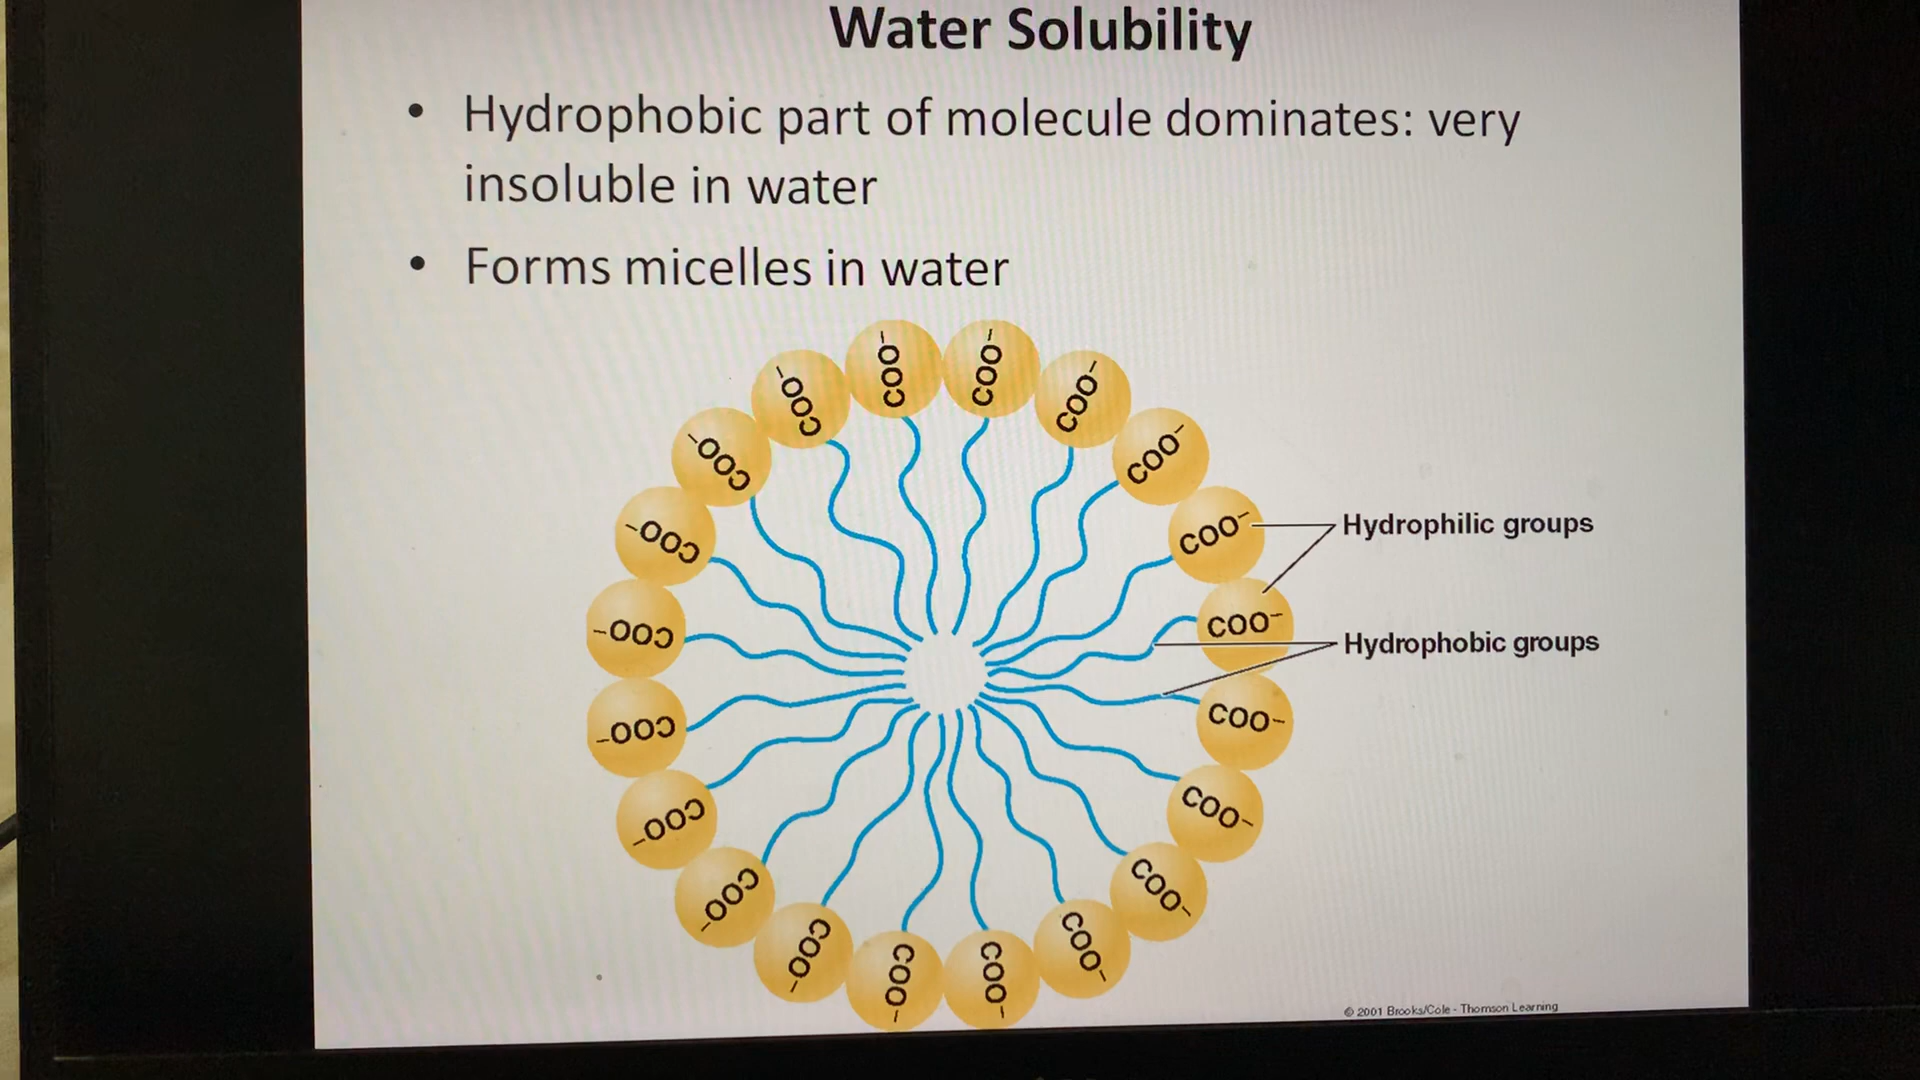 Water Solubility
• Hydrophobic part of molecule dominates: very
insoluble in water
• Forms micelles in water
COO⁻
COO⁻
COO⁻
COO⁻
COO⁻
COO⁻
COO⁻
COO⁻
Hydrophilic groups
COO⁻
COO⁻
Hydrophobic groups
COO⁻
COO⁻
COO⁻
COO⁻
COO⁻
COO⁻
COO⁻
COO⁻
COO⁻
COO⁻
© 2001 Brooks/Cole - Thomson Learning